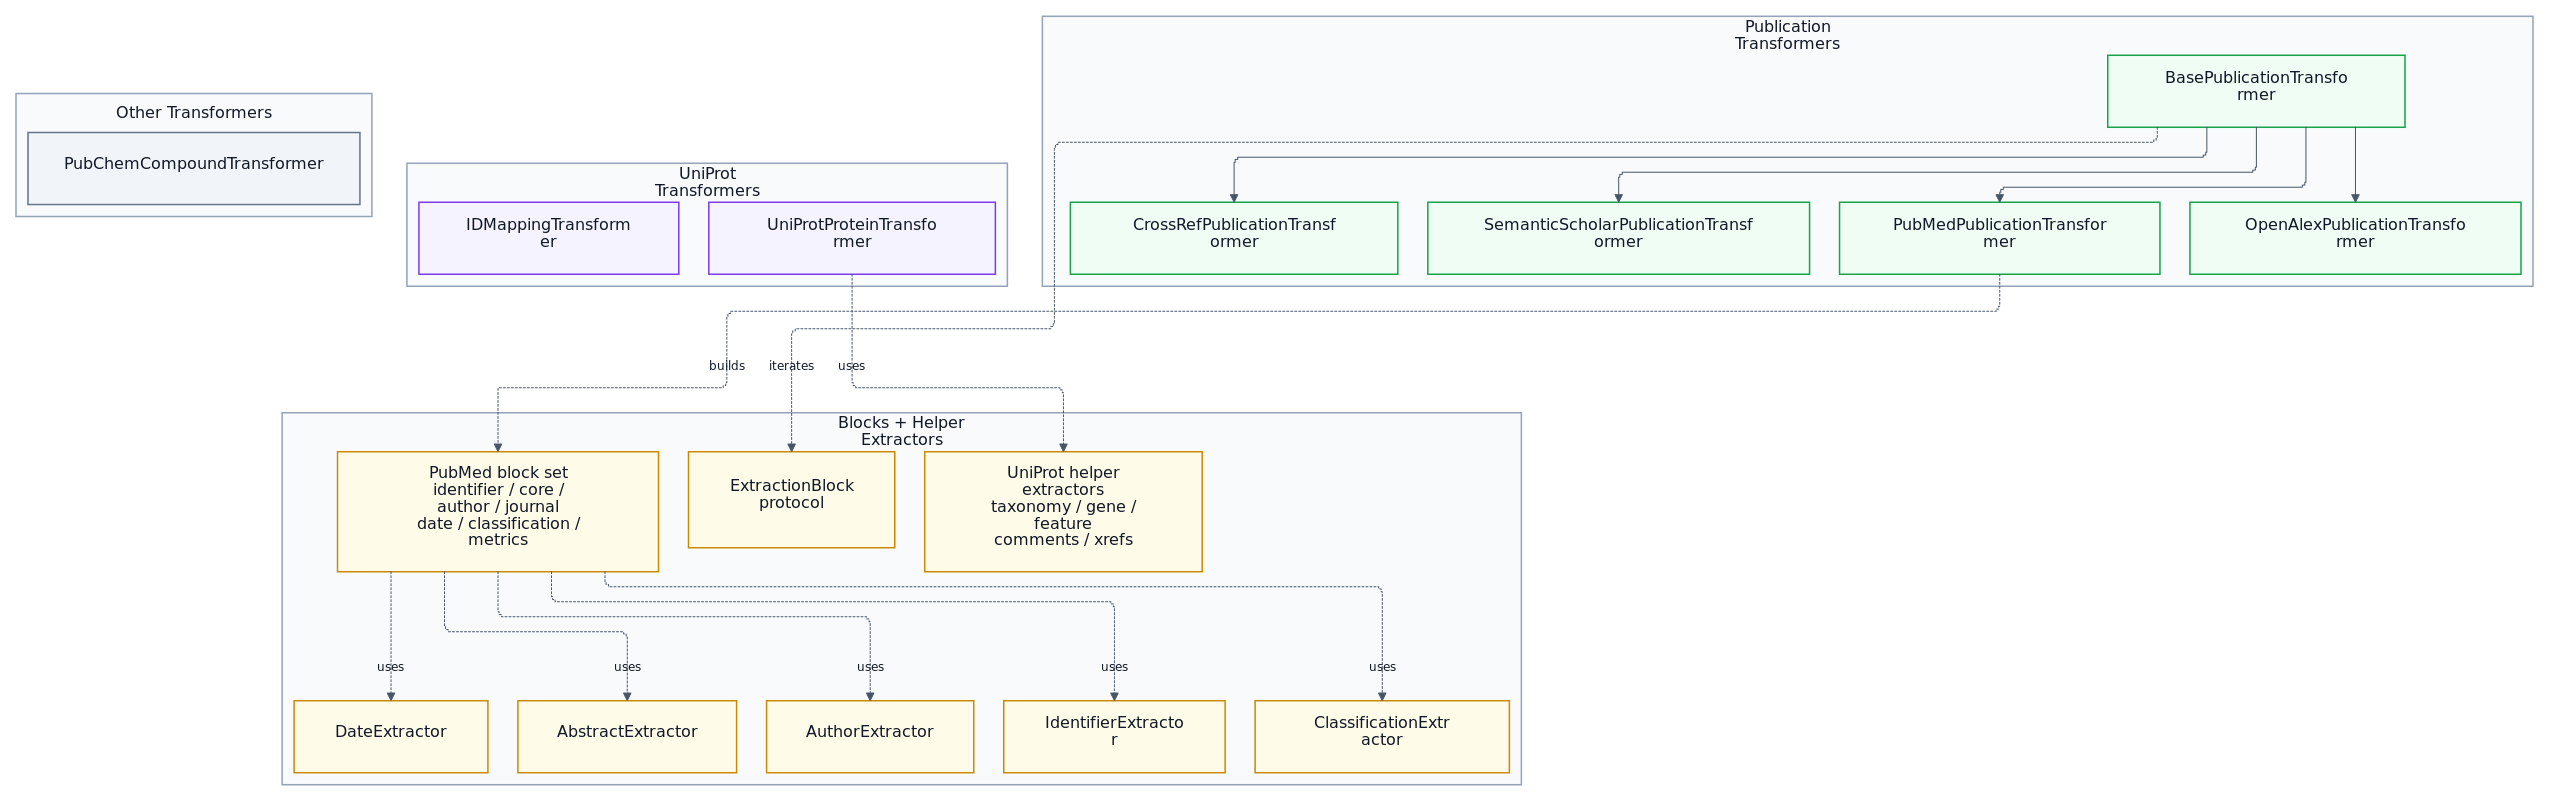 Publication
Transformers
BasePublicationTransfo
rmer
Other Transformers
PubChemCompoundTransformer
UniProt
Transformers
IDMappingTransform
er
UniProtProteinTransfo
rmer
CrossRefPublicationTransf
ormer
SemanticScholarPublicationTransf
ormer
PubMedPublicationTransfor
mer
OpenAlexPublicationTransfo
rmer
builds
iterates
uses
Blocks + Helper
Extractors
PubMed block set
identifier / core /
author / journal
date / classification /
metrics
ExtractionBlock
protocol
UniProt helper
extractors
taxonomy / gene /
feature
comments / xrefs
uses
uses
uses
uses
uses
DateExtractor
AbstractExtractor
AuthorExtractor
IdentifierExtracto
r
ClassificationExtr
actor